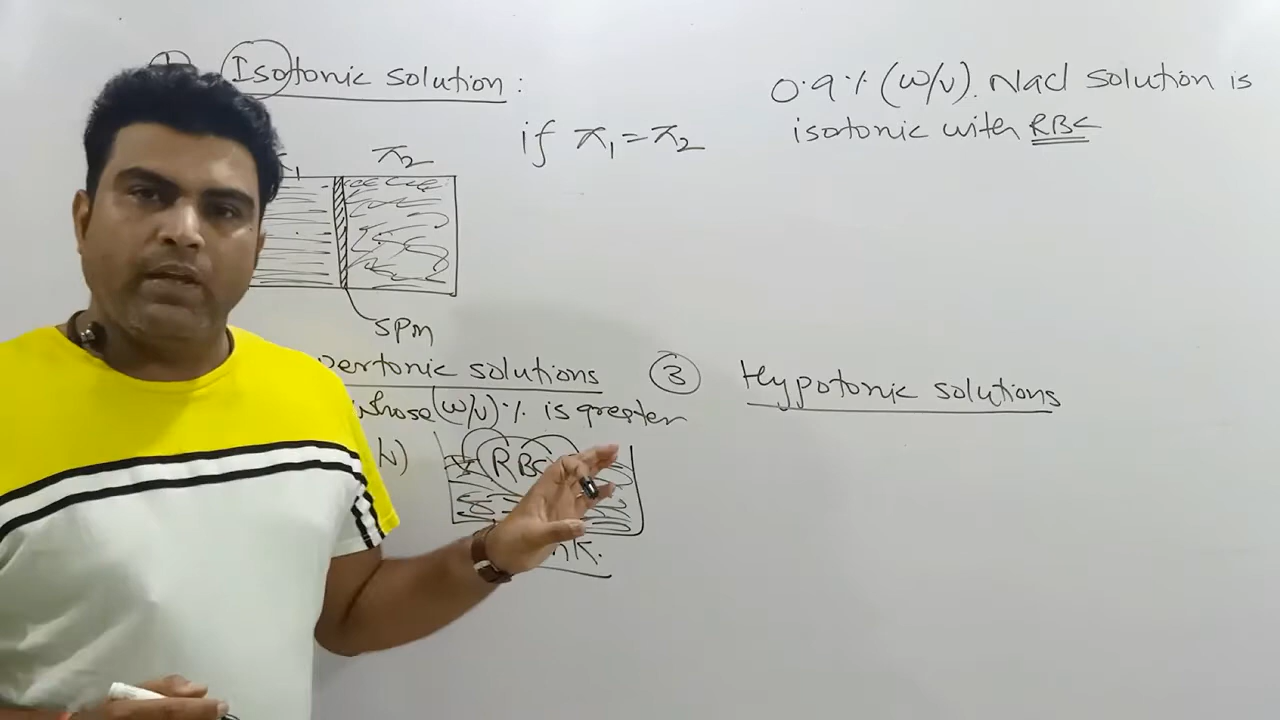 Isotonic solution :
if π1 = π2
π2
SPM
0.9% (w/v). Nacl solution is
isotonic with RBC
pertonic solutions
whose (w/v)% is greater
RBC
③ Hypotonic solutions